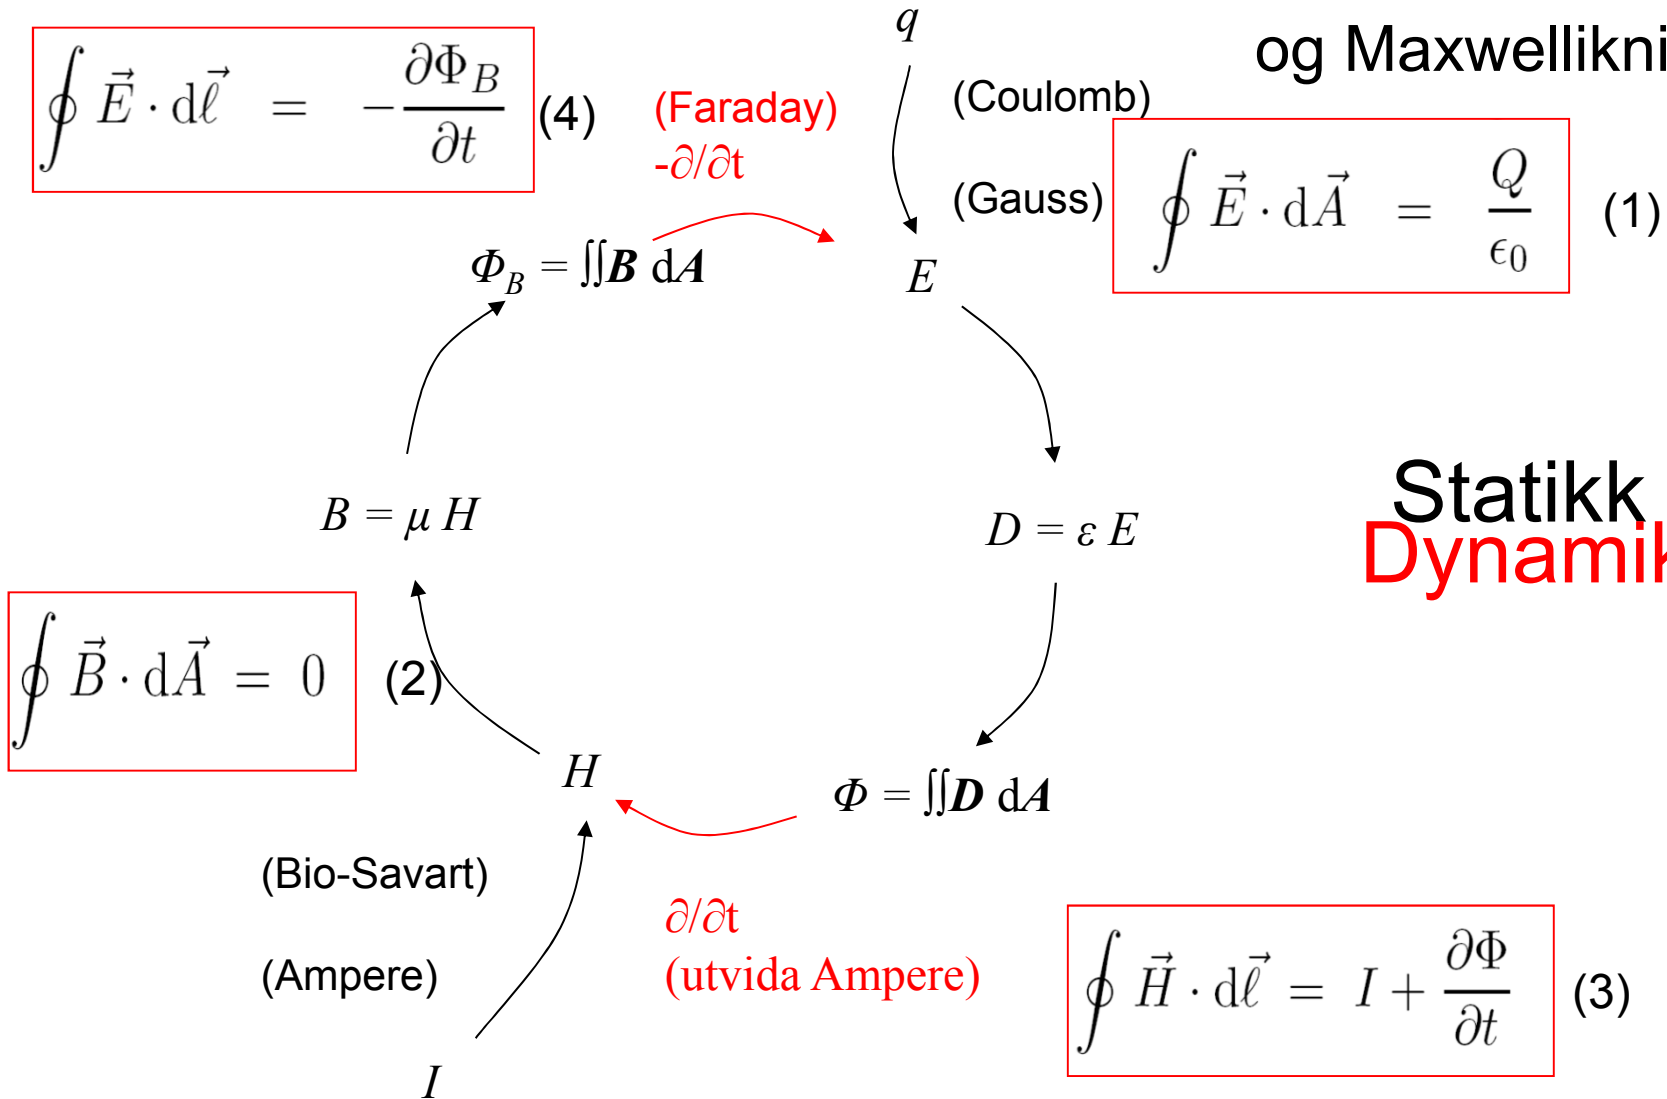 q
og Maxwellikni
∮ E⃗ · dℓ⃗ = −∂Φ_B/∂t (4)
(Faraday)
-∂/∂t
(Coulomb)
(Gauss)
∮ E⃗ · dA⃗ = Q/ϵ₀ (1)
Φ_B = ∬B dA
E
B = μ H
D = ε E
Statikk
Dynamik
∮ B⃗ · dA⃗ = 0 (2)
H
Φ = ∬D dA
(Bio-Savart)
(Ampere)
∂/∂t
(utvida Ampere)
∮ H⃗ · dℓ⃗ = I + ∂Φ/∂t (3)
I